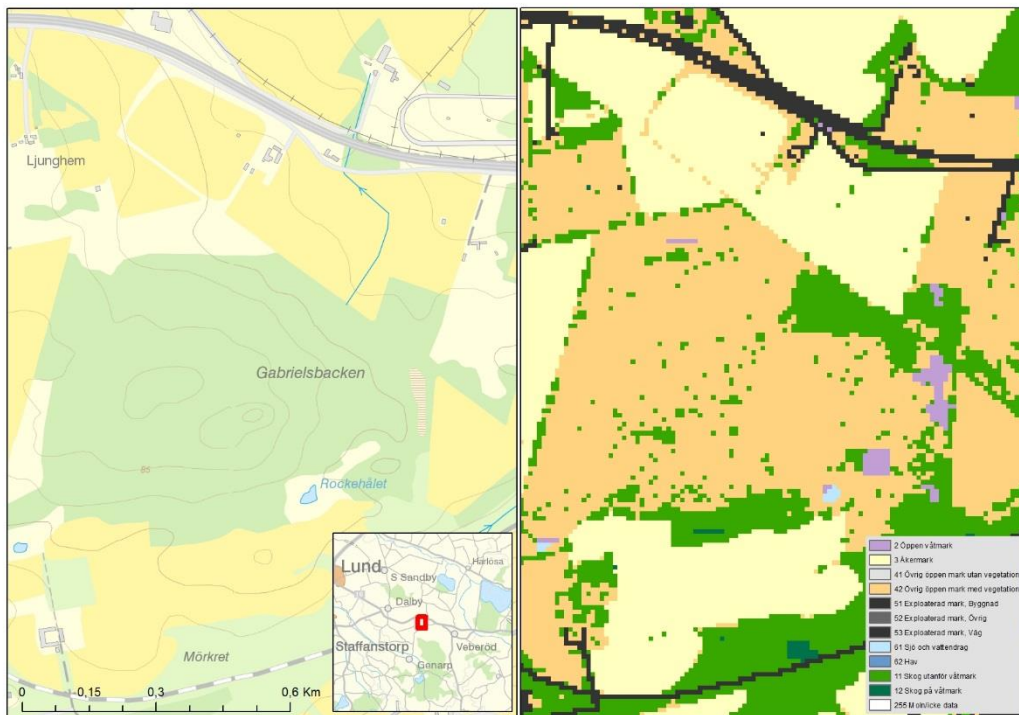 Ljunghem
Gabrielsbacken
85
Rockehålet
Mörkret
0 0,15 0,3 0,6 Km
Lund
S Sandby
Harlösa
Dalby
Staffanstorp
Genarp
Veberöd
2 Öppen våtmark
3 Åkermark
41 Övrig öppen mark utan vegetation
42 Övrig öppen mark med vegetation
51 Exploaterad mark, Byggnad
52 Exploaterad mark, Övrig
53 Exploaterad mark, Väg
61 Sjö och vattendrag
62 Hav
11 Skog utanför våtmark
12 Skog på våtmark
255 Moln/icke data